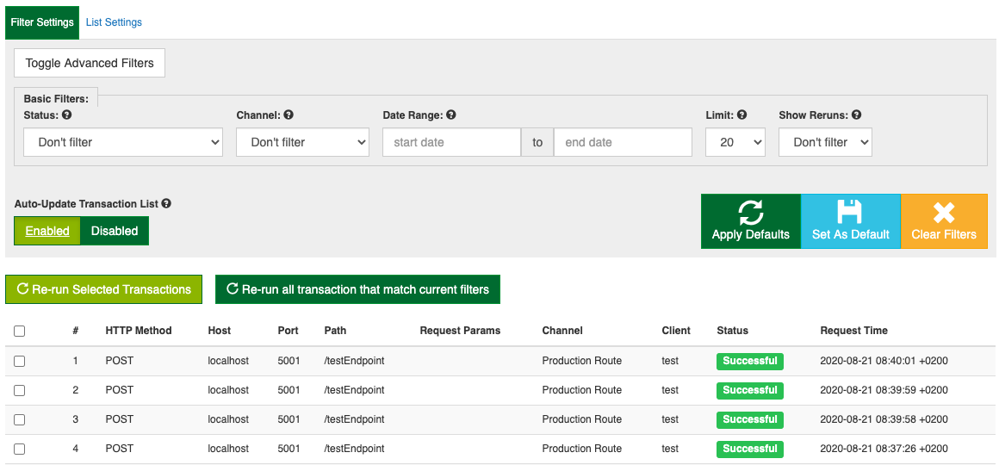 Filter Settings List Settings
Toggle Advanced Filters
Basic Filters:
Status: Channel: Date Range: Limit: Show Reruns:
Don't filter Don't filter start date to end date 20 Don't filter
Auto-Update Transaction List
Enabled Disabled
Apply Defaults Set As Default Clear Filters
Re-run Selected Transactions Re-run all transaction that match current filters
# HTTP Method Host Port Path Request Params Channel Client Status Request Time
1 POST localhost 5001 /testEndpoint Production Route test Successful 2020-08-21 08:40:01 +0200
2 POST localhost 5001 /testEndpoint Production Route test Successful 2020-08-21 08:39:59 +0200
3 POST localhost 5001 /testEndpoint Production Route test Successful 2020-08-21 08:39:58 +0200
4 POST localhost 5001 /testEndpoint Production Route test Successful 2020-08-21 08:37:26 +0200